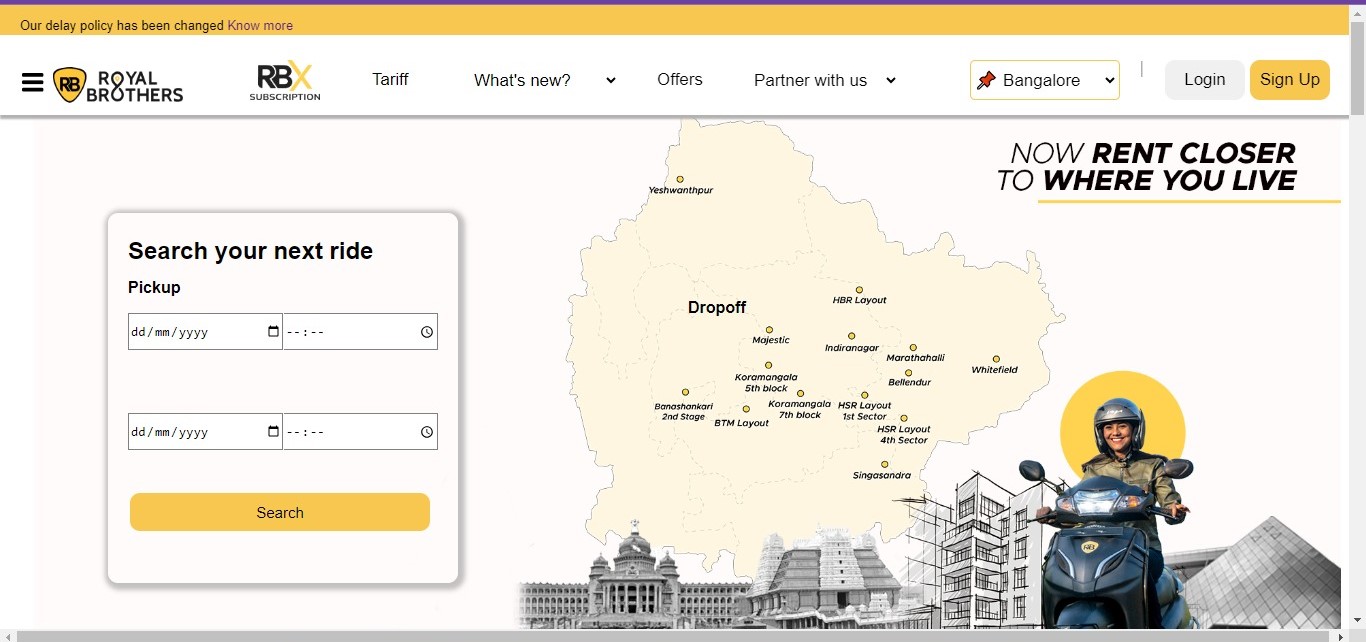 Our delay policy has been changed Know more
RB ROYAL BROTHERS
RBX SUBSCRIPTION
Tariff
What's new?
Offers
Partner with us
Bangalore
Login
Sign Up
NOW RENT CLOSER
TO WHERE YOU LIVE
Search your next ride
Pickup
dd/mm/yyyy --:--
dd/mm/yyyy --:--
Search
Yeshwanthpur
Dropoff
HBR Layout
Majestic
Indiranagar
Marathahalli
Whitefield
Koramangala
5th block
Bellendur
Banashankari
2nd Stage
BTM Layout
Koramangala
7th block
HSR Layout
1st Sector
HSR Layout
4th Sector
Singasandra
RB